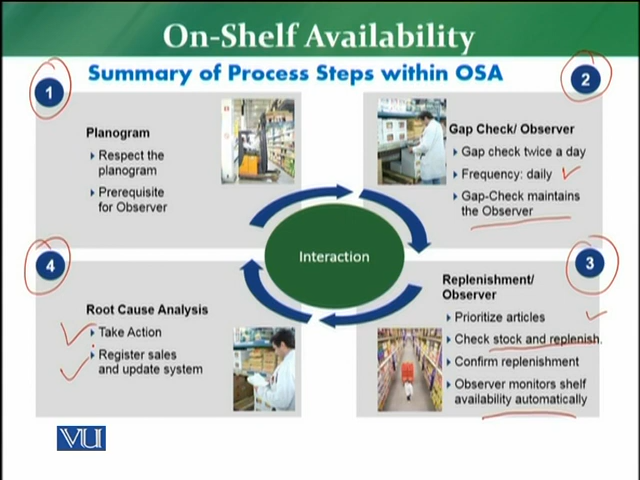 On-Shelf Availability
Summary of Process Steps within OSA
1
Planogram
Respect the
planogram
Prerequisite
for Observer
2
Gap Check/ Observer
Gap check twice a day
Frequency: daily
Gap-Check maintains
the Observer
Interaction
3
Replenishment/
Observer
Prioritize articles
Check stock and replenish.
Confirm replenishment
Observer monitors shelf
availability automatically
4
Root Cause Analysis
Take Action
Register sales
and update system
VU